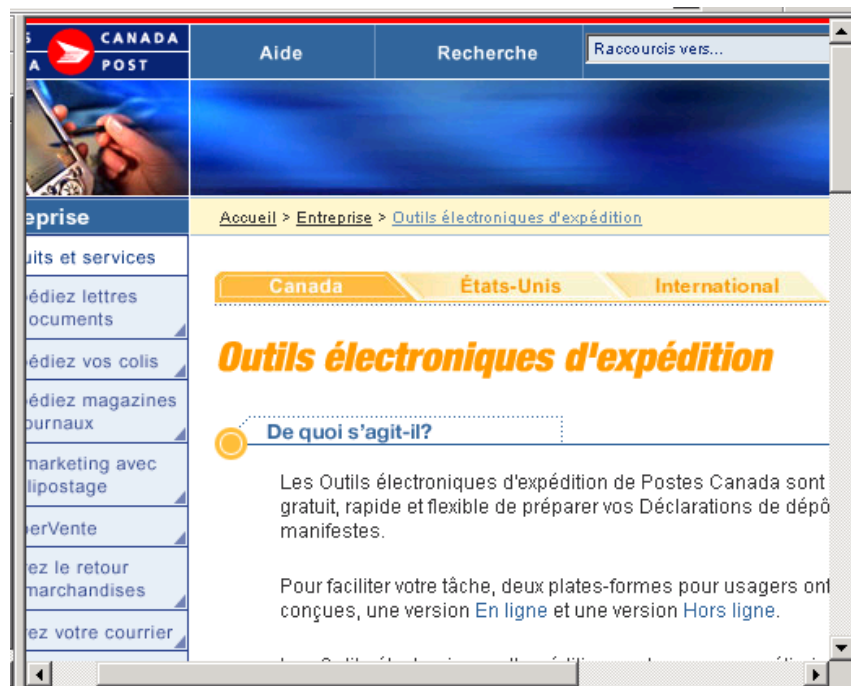 S CANADA
A POST
Aide
Recherche
Raccourcis vers...
eprise
Accueil > Entreprise > Outils électroniques d'expédition
uits et services
édiez lettres
ocuments
édiez vos colis
édiez magazines
ournaux
marketing avec
lipostage
erVente
ez le retour
marchandises
ez votre courrier
Canada
États-Unis
International
Outils électroniques d'expédition
De quoi s'agit-il?
Les Outils électroniques d'expédition de Postes Canada sont
gratuit, rapide et flexible de préparer vos Déclarations de dépô
manifestes.
Pour faciliter votre tâche, deux plates-formes pour usagers ont
conçues, une version En ligne et une version Hors ligne.